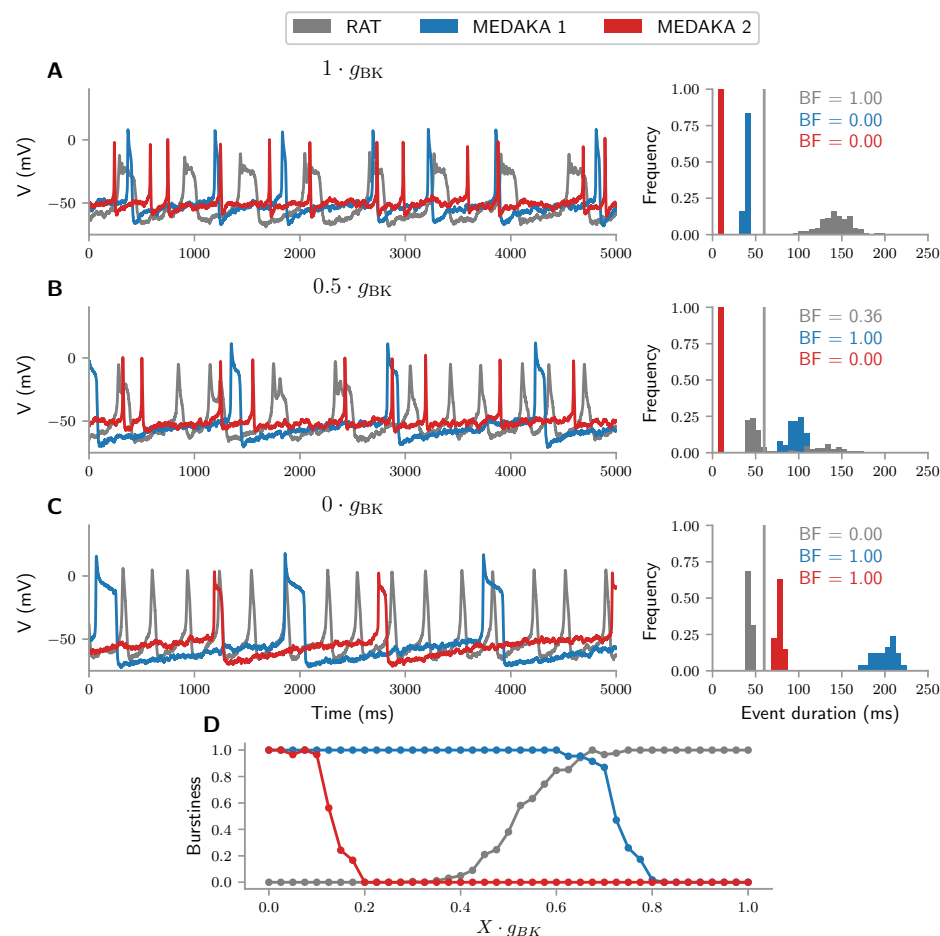 RAT MEDAKA 1 MEDAKA 2
A
1 · gBK
V (mV)
0
−50
0 1000 2000 3000 4000 5000
Frequency
1.00
0.75
0.50
0.25
0.00
BF = 1.00
BF = 0.00
BF = 0.00
0 50 100 150 200 250
B
0.5 · gBK
V (mV)
0
−50
0 1000 2000 3000 4000 5000
Frequency
1.00
0.75
0.50
0.25
0.00
BF = 0.36
BF = 1.00
BF = 0.00
0 50 100 150 200 250
C
0 · gBK
V (mV)
0
−50
0 1000 2000 3000 4000 5000
Time (ms)
Frequency
1.00
0.75
0.50
0.25
0.00
BF = 0.00
BF = 1.00
BF = 1.00
0 50 100 150 200 250
Event duration (ms)
D
Burstiness
1.0
0.8
0.6
0.4
0.2
0.0
0.0 0.2 0.4 0.6 0.8 1.0
X · gBK